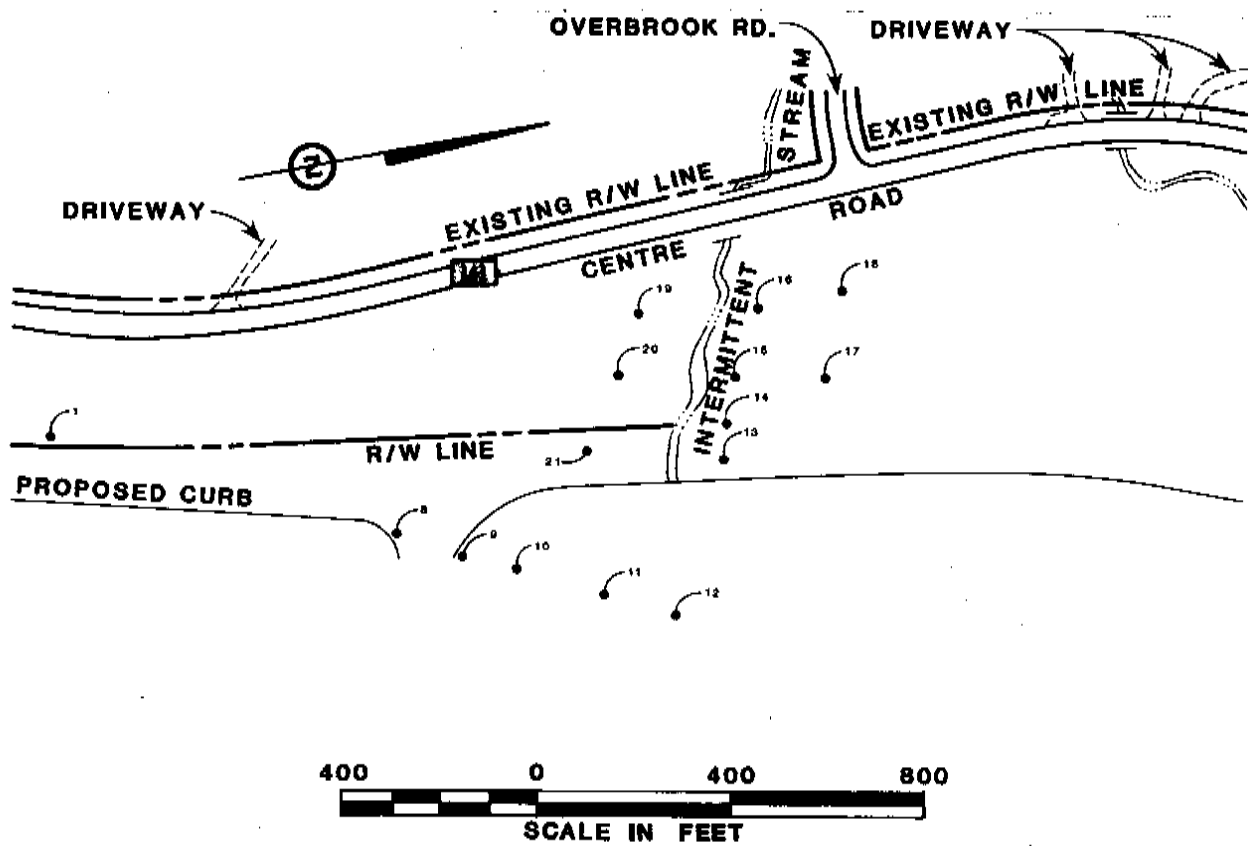 OVERBROOK RD.
DRIVEWAY
STREAM
EXISTING R/W LINE
DRIVEWAY
EXISTING R/W LINE
CENTRE
ROAD
INTERMITTENT
19
16
18
20
15
17
1
14
13
R/W LINE
21
PROPOSED CURB
8
9
10
11
12
400 0 400 800
SCALE IN FEET